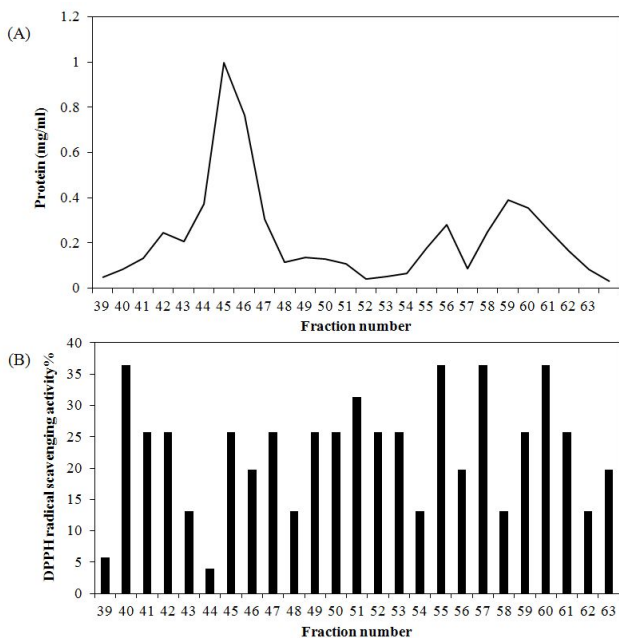 (A)
Protein (mg/ml)
1.2
1
0.8
0.6
0.4
0.2
0
39 40 41 42 43 44 45 46 47 48 49 50 51 52 53 54 55 56 57 58 59 60 61 62 63
Fraction number
(B)
DPPH radical scavenging activity%
40
35
30
25
20
15
10
5
0
39 40 41 42 43 44 45 46 47 48 49 50 51 52 53 54 55 56 57 58 59 60 61 62 63
Fraction number